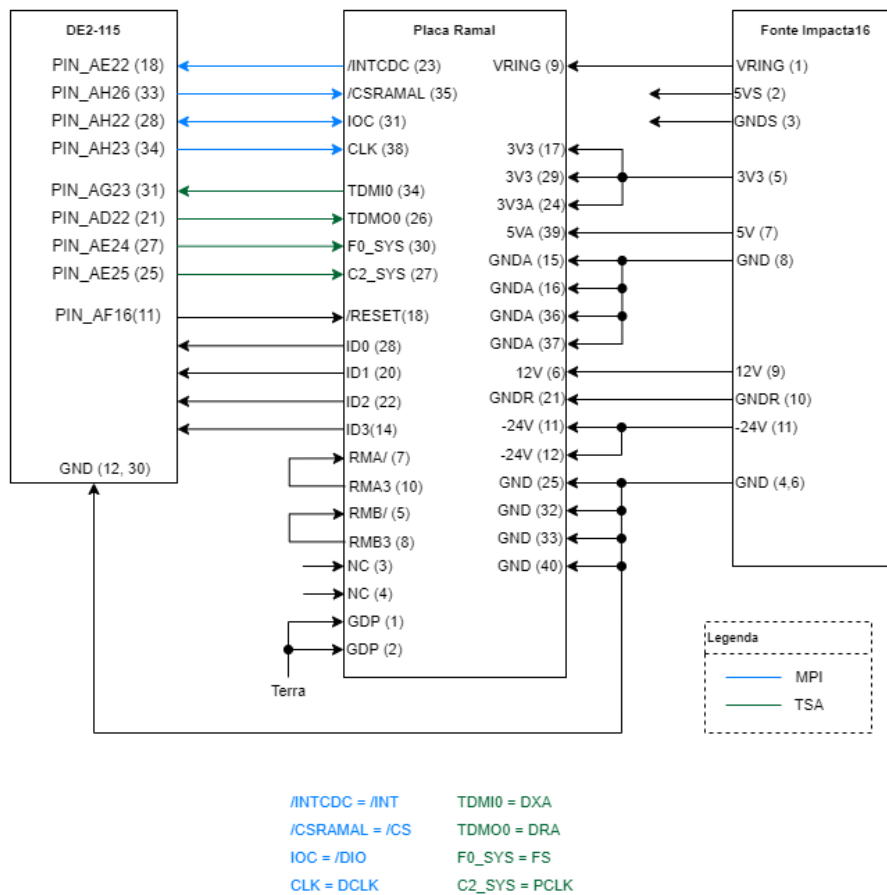 DE2-115
PIN_AE22 (18)
PIN_AH26 (33)
PIN_AH22 (28)
PIN_AH23 (34)
PIN_AG23 (31)
PIN_AD22 (21)
PIN_AE24 (27)
PIN_AE25 (25)
PIN_AF16(11)
GND (12, 30)
Placa Ramal
/INTCDC (23)
/CSRAMAL (35)
IOC (31)
CLK (38)
TDMI0 (34)
TDMO0 (26)
F0_SYS (30)
C2_SYS (27)
/RESET(18)
ID0 (28)
ID1 (20)
ID2 (22)
ID3(14)
RMA/ (7)
RMA3 (10)
RMB/ (5)
RMB3 (8)
NC (3)
NC (4)
GDP (1)
GDP (2)
Terra
VRING (9)
3V3 (17)
3V3 (29)
3V3A (24)
5VA (39)
GNDA (15)
GNDA (16)
GNDA (36)
GNDA (37)
12V (6)
GNDR (21)
-24V (11)
-24V (12)
GND (25)
GND (32)
GND (33)
GND (40)
Fonte Impacta16
VRING (1)
5VS (2)
GNDS (3)
3V3 (5)
5V (7)
GND (8)
12V (9)
GNDR (10)
-24V (11)
GND (4,6)
Legenda
MPI
TSA
/INTCDC = /INT
/CSRAMAL = /CS
IOC = /DIO
CLK = DCLK
TDMI0 = DXA
TDMO0 = DRA
F0_SYS = FS
C2_SYS = PCLK